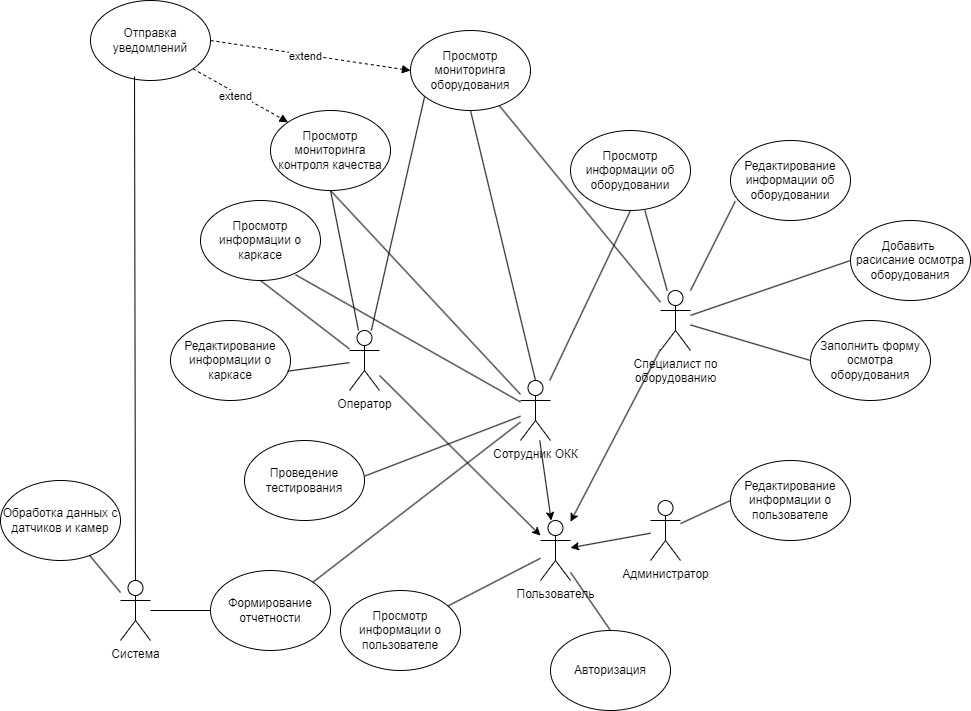 Отправка
уведомлений
extend
extend
Просмотр
мониторинга
оборудования
Просмотр
мониторинга
контроля качества
Просмотр
информации об
оборудовании
Редактирование
информации об
оборудовании
Просмотр
информации о
каркасе
Добавить
расисание осмотра
оборудования
Редактирование
информации о
каркасе
Заполнить форму
осмотра
оборудования
Специалист по
оборудованию
Оператор
Сотрудник ОКК
Проведение
тестирования
Редактирование
информации о
пользователе
Обработка данных с
датчиков и камер
Администратор
Пользователь
Формирование
отчетности
Просмотр
информации о
пользователе
Система
Авторизация